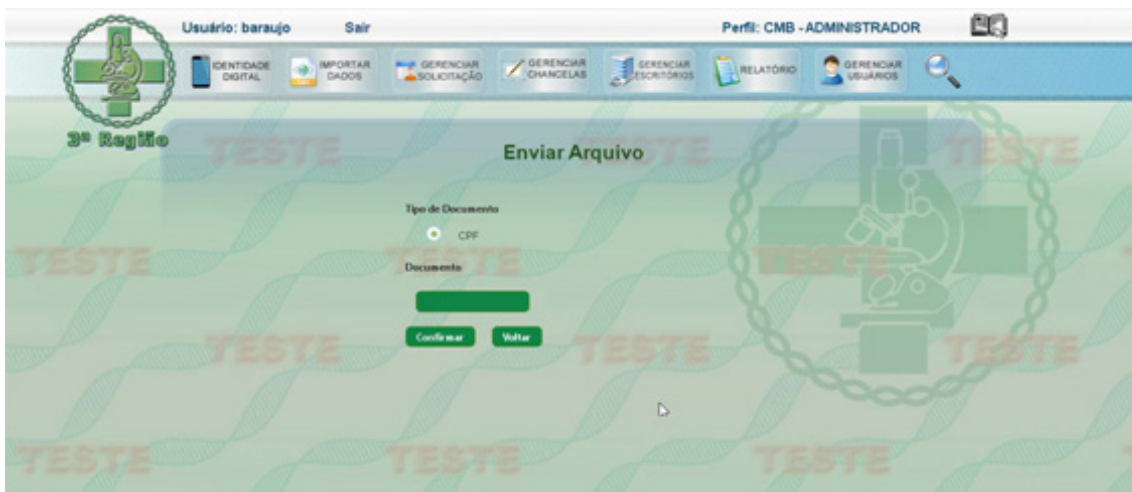 Usuário: baraujo Sair Perfil: CMB - ADMINISTRADOR
IDENTIDADE DIGITAL
IMPORTAR DADOS
GERENCIAR SOLICITAÇÃO
GERENCIAR CHANCELAS
GERENCIAR ESCRITÓRIOS
RELATÓRIO
GERENCIAR USUÁRIOS
3ª Região
Enviar Arquivo
TESTE TESTE TESTE
Tipo de Documento
CPF
TESTE TESTE TESTE
Documento
Confirmar Voltar
TESTE TESTE TESTE
TESTE TESTE TESTE